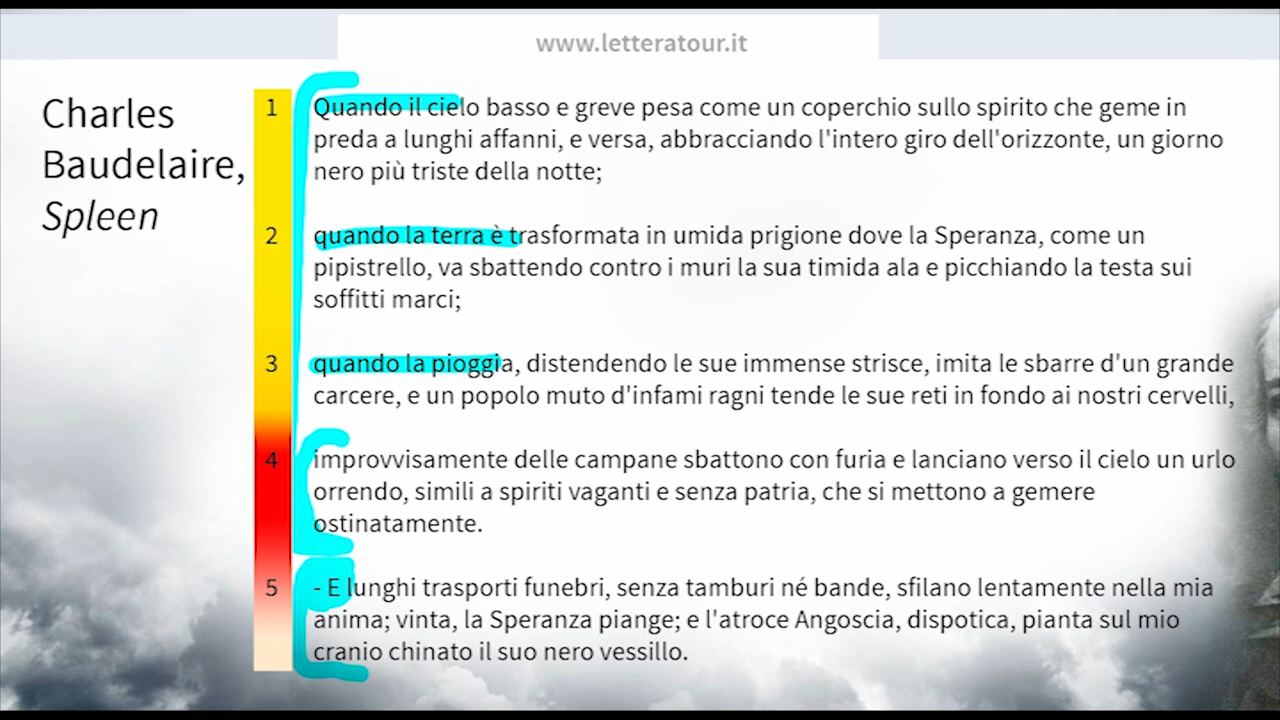 www.letteratour.it
Charles
Baudelaire,
Spleen
1
Quando il cielo basso e greve pesa come un coperchio sullo spirito che geme in
preda a lunghi affanni, e versa, abbracciando l'intero giro dell'orizzonte, un giorno
nero più triste della notte;
2
quando la terra è trasformata in umida prigione dove la Speranza, come un
pipistrello, va sbattendo contro i muri la sua timida ala e picchiando la testa sui
soffitti marci;
3
quando la pioggia, distendendo le sue immense strisce, imita le sbarre d'un grande
carcere, e un popolo muto d'infami ragni tende le sue reti in fondo ai nostri cervelli,
4
improvvisamente delle campane sbattono con furia e lanciano verso il cielo un urlo
orrendo, simili a spiriti vaganti e senza patria, che si mettono a gemere
ostinatamente.
5
- E lunghi trasporti funebri, senza tamburi né bande, sfilano lentamente nella mia
anima; vinta, la Speranza piange; e l'atroce Angoscia, dispotica, pianta sul mio
cranio chinato il suo nero vessillo.